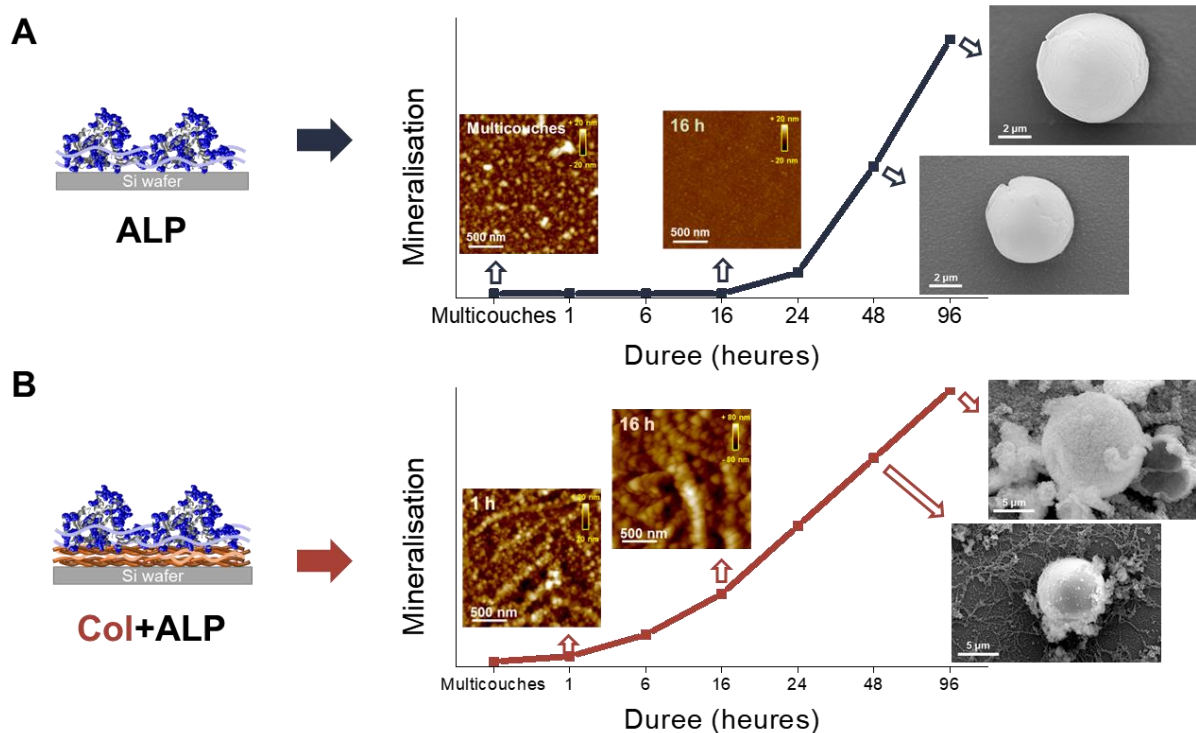 A
Si wafer
ALP
Mineralisation
Multicouches
+ 20 nm
- 20 nm
500 nm
16 h
+ 20 nm
- 20 nm
500 nm
2 µm
2 µm
Multicouches 1 6 16 24 48 96
Duree (heures)
B
Si wafer
Col+ALP
Mineralisation
1 h
500 nm
16 h
+ 80 nm
- 80 nm
500 nm
5 µm
5 µm
Multicouches 1 6 16 24 48 96
Duree (heures)